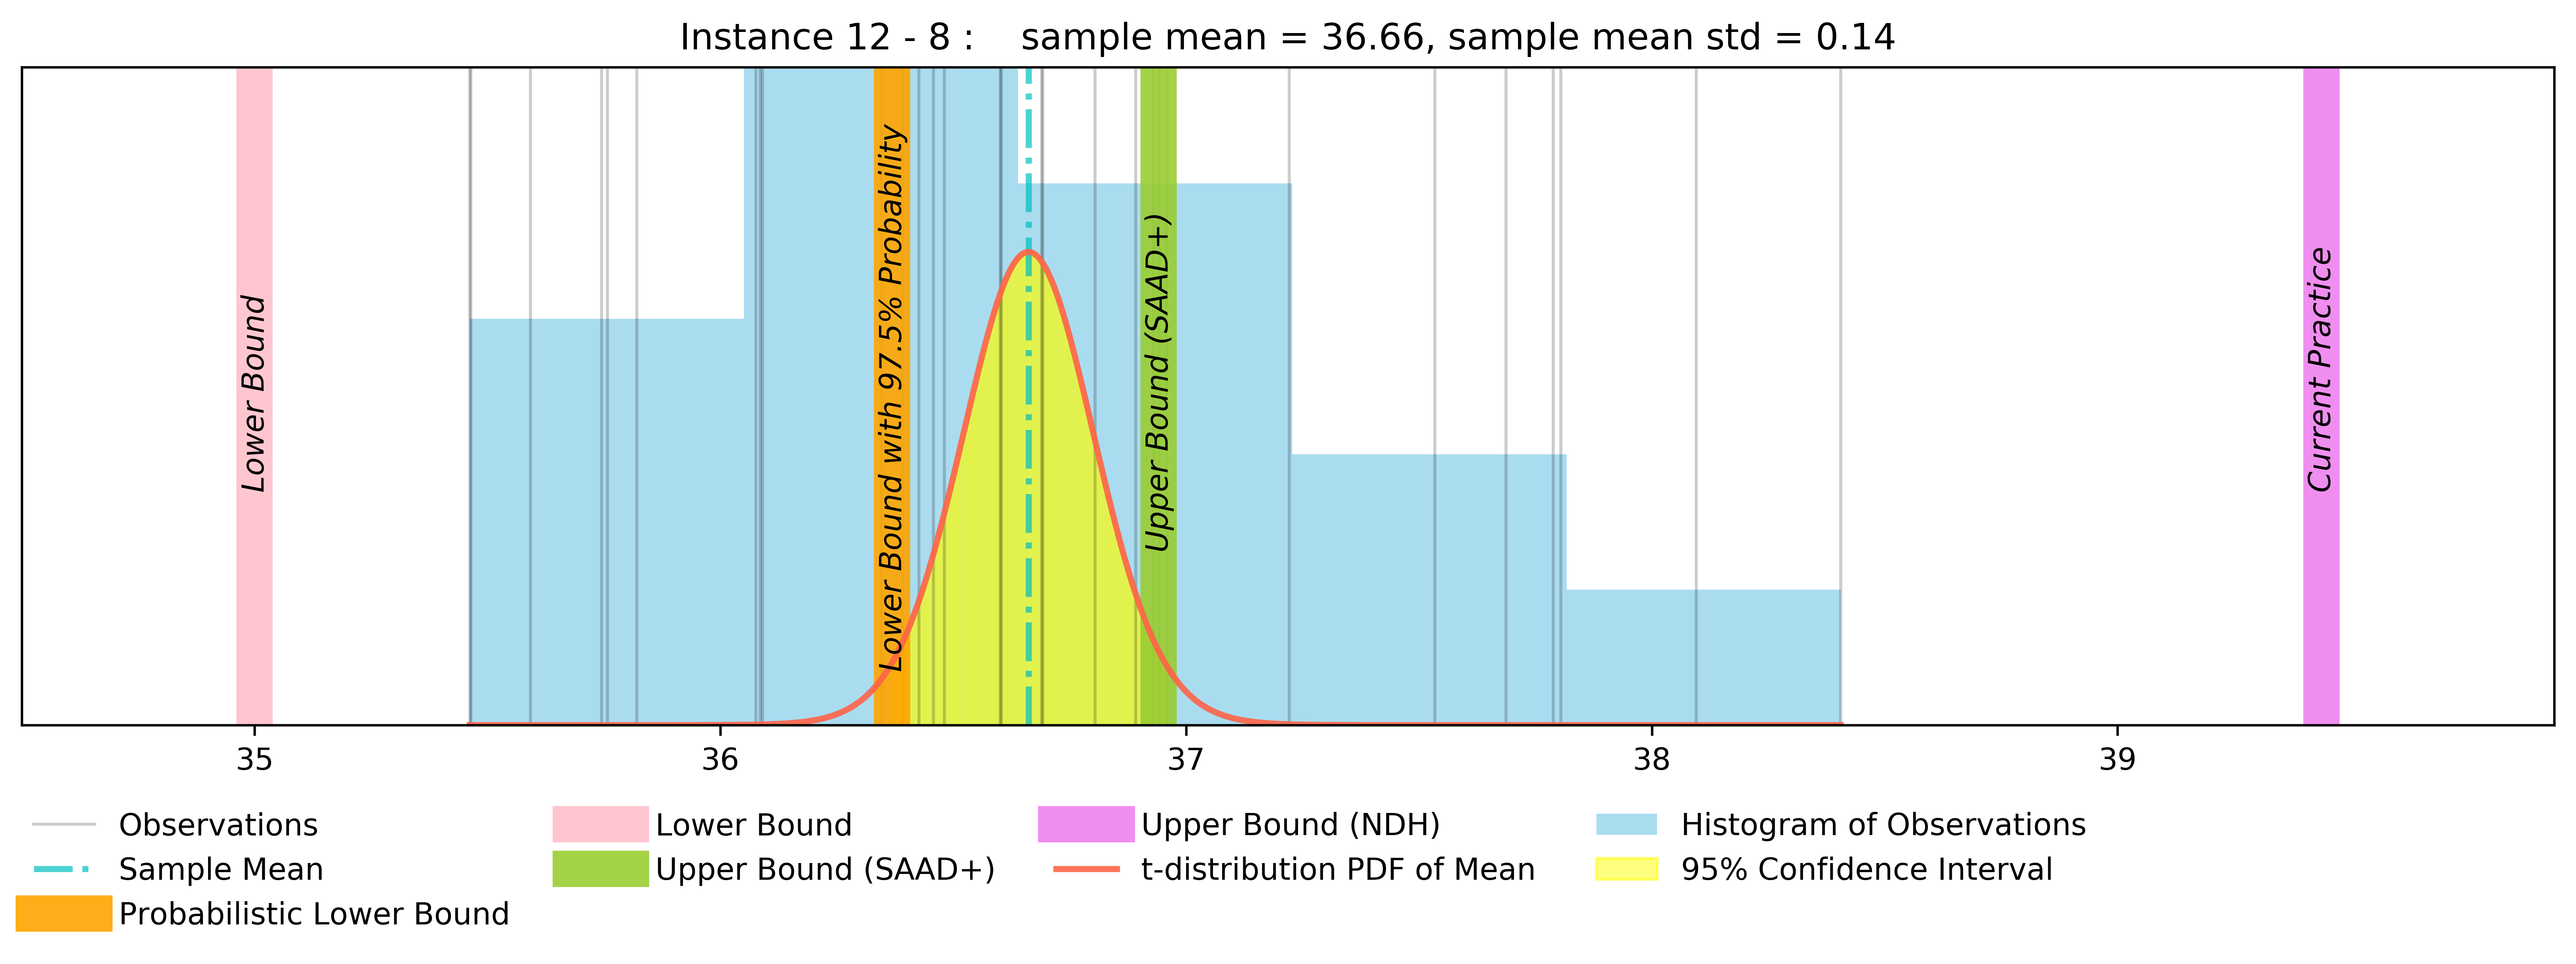 Instance 12 - 8 :    sample mean = 36.66, sample mean std = 0.14
Lower Bound
Lower Bound with 97.5% Probability
Upper Bound (SAAD+)
Current Practice
35 36 37 38 39
Observations
Sample Mean
Probabilistic Lower Bound
Lower Bound
Upper Bound (SAAD+)
Upper Bound (NDH)
t-distribution PDF of Mean
Histogram of Observations
95% Confidence Interval